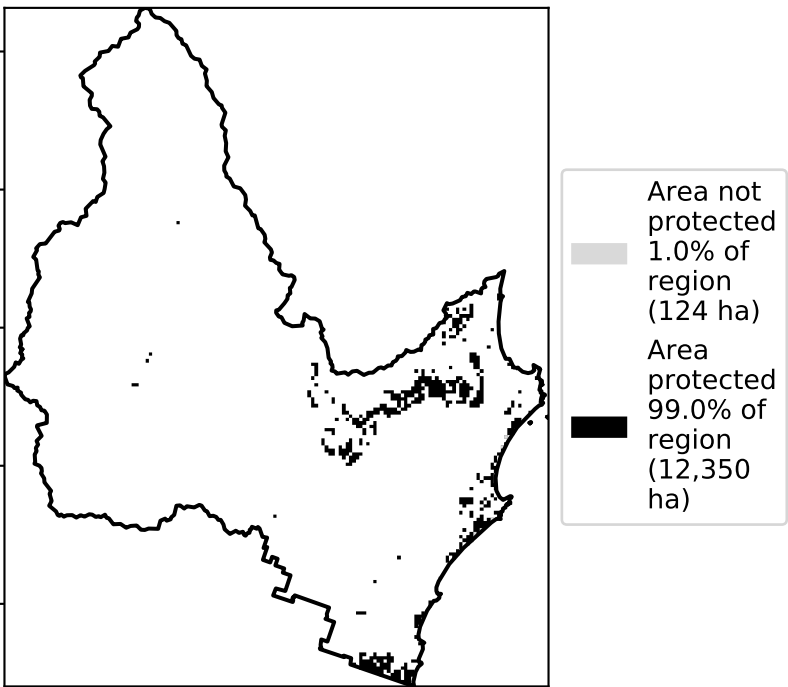 Area not
protected
1.0% of
region
(124 ha)
Area
protected
99.0% of
region
(12,350
ha)